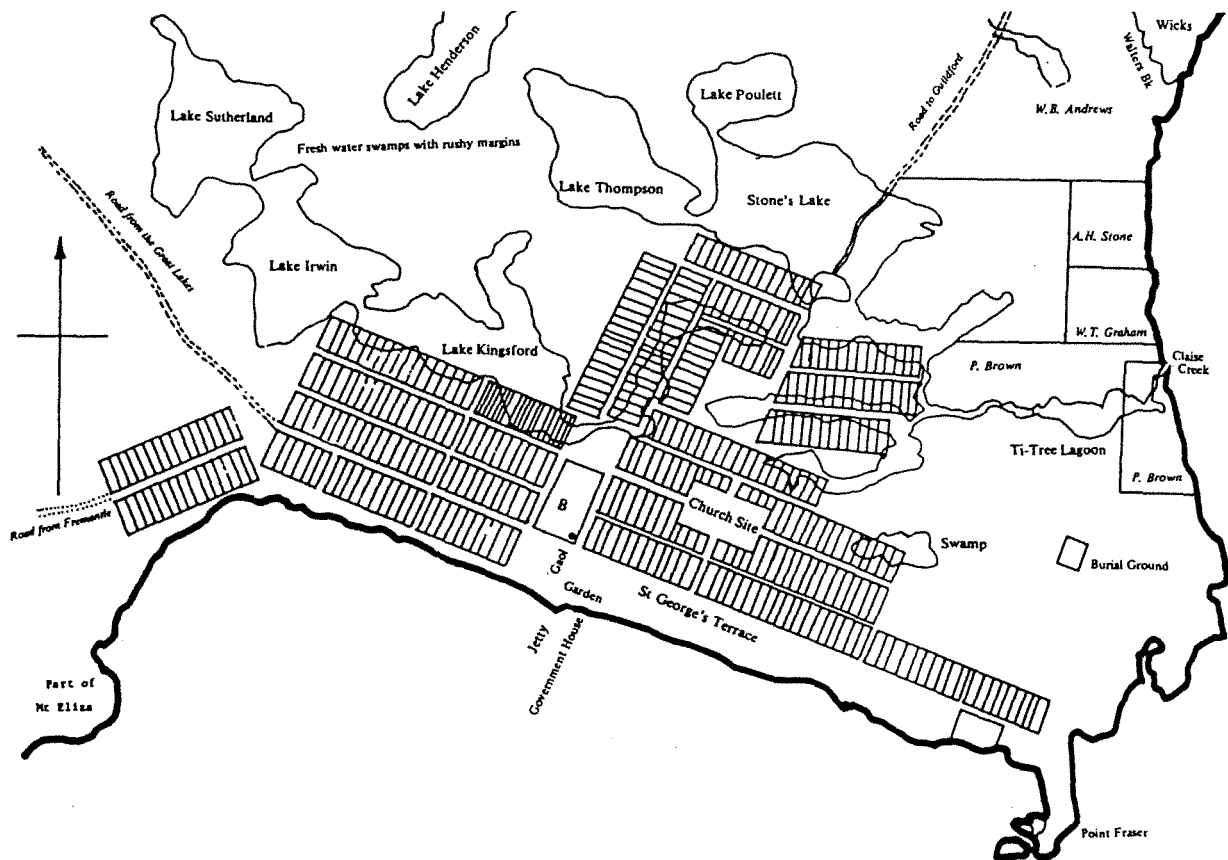 Wicks
Walters Bk
Lake Henderson
Lake Poulett
Road to Guildford
W.B. Andrews
Lake Sutherland
Fresh water swamps with rushy margins
Lake Thompson
Stone's Lake
Road from the Great Lakes
A.H. Stone
Lake Irwin
W.T. Graham
Lake Kingsford
P. Brown
Claise
Creek
Ti-Tree Lagoon
P. Brown
Road from Fremantle
B
Church Site
Swamp
Gaol
Burial Ground
Garden
St George's Terrace
Jetty
Government House
Part of
Mt Eliza
Point Fraser